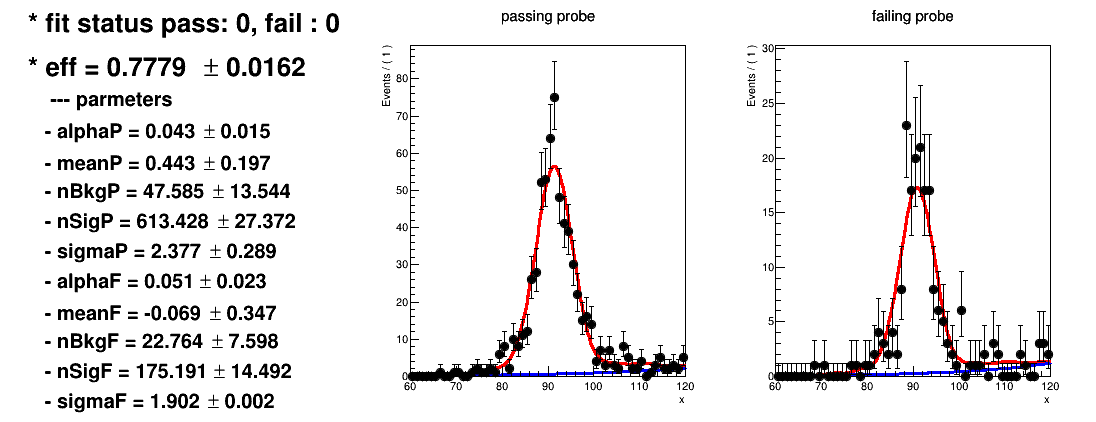 * fit status pass: 0, fail : 0
* eff = 0.7779 ± 0.0162
--- parmeters
- alphaP = 0.043 ± 0.015
- meanP = 0.443 ± 0.197
- nBkgP = 47.585 ± 13.544
- nSigP = 613.428 ± 27.372
- sigmaP = 2.377 ± 0.289
- alphaF = 0.051 ± 0.023
- meanF = -0.069 ± 0.347
- nBkgF = 22.764 ± 7.598
- nSigF = 175.191 ± 14.492
- sigmaF = 1.902 ± 0.002
passing probe
Events / ( 1 )
80
70
60
50
40
30
20
10
0
60 70 80 90 100 110 120
x
failing probe
Events / ( 1 )
30
25
20
15
10
5
0
60 70 80 90 100 110 120
x